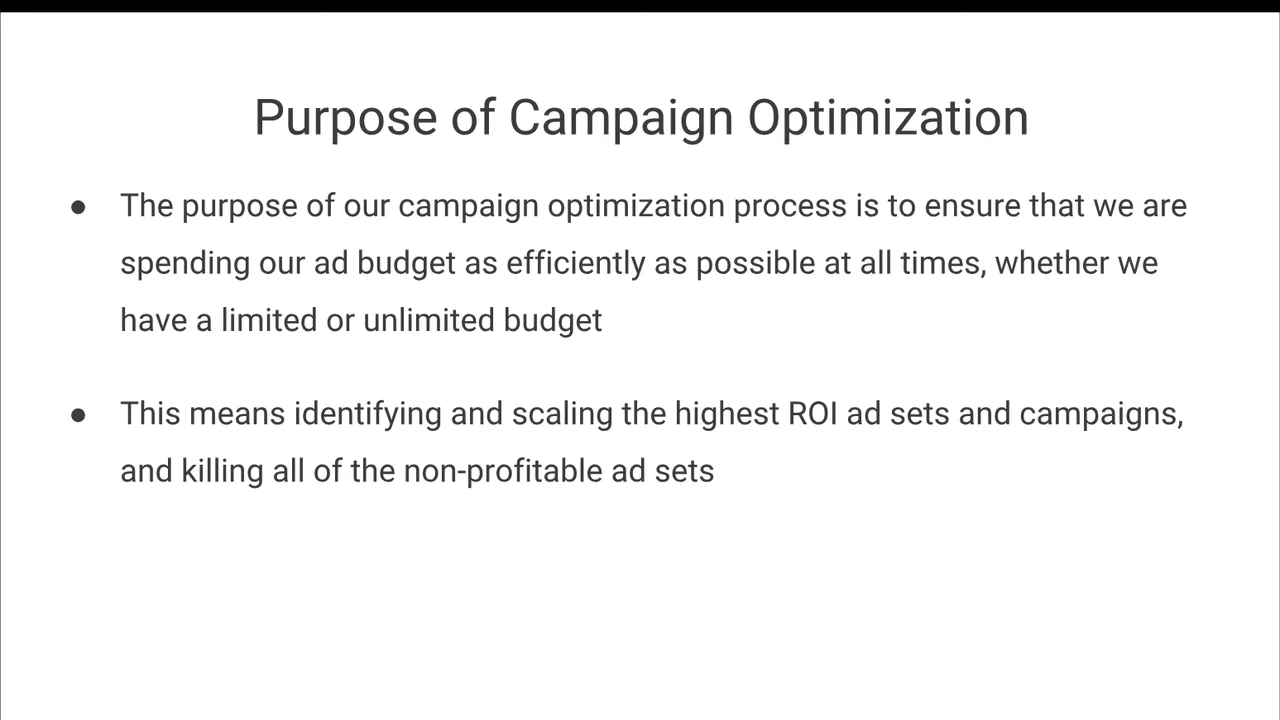 Purpose of Campaign Optimization
● The purpose of our campaign optimization process is to ensure that we are
spending our ad budget as efficiently as possible at all times, whether we
have a limited or unlimited budget
● This means identifying and scaling the highest ROI ad sets and campaigns,
and killing all of the non-profitable ad sets